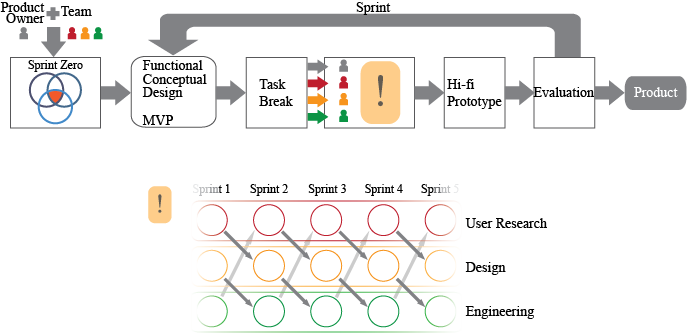 Sprint
Product
Owner
Team
Sprint Zero
Functional
Conceptual
Design
MVP
Task
Break
!
Hi-fi
Prototype
Evaluation
Product
!
Sprint 1
Sprint 2
Sprint 3
Sprint 4
Sprint 5
User Research
Design
Engineering